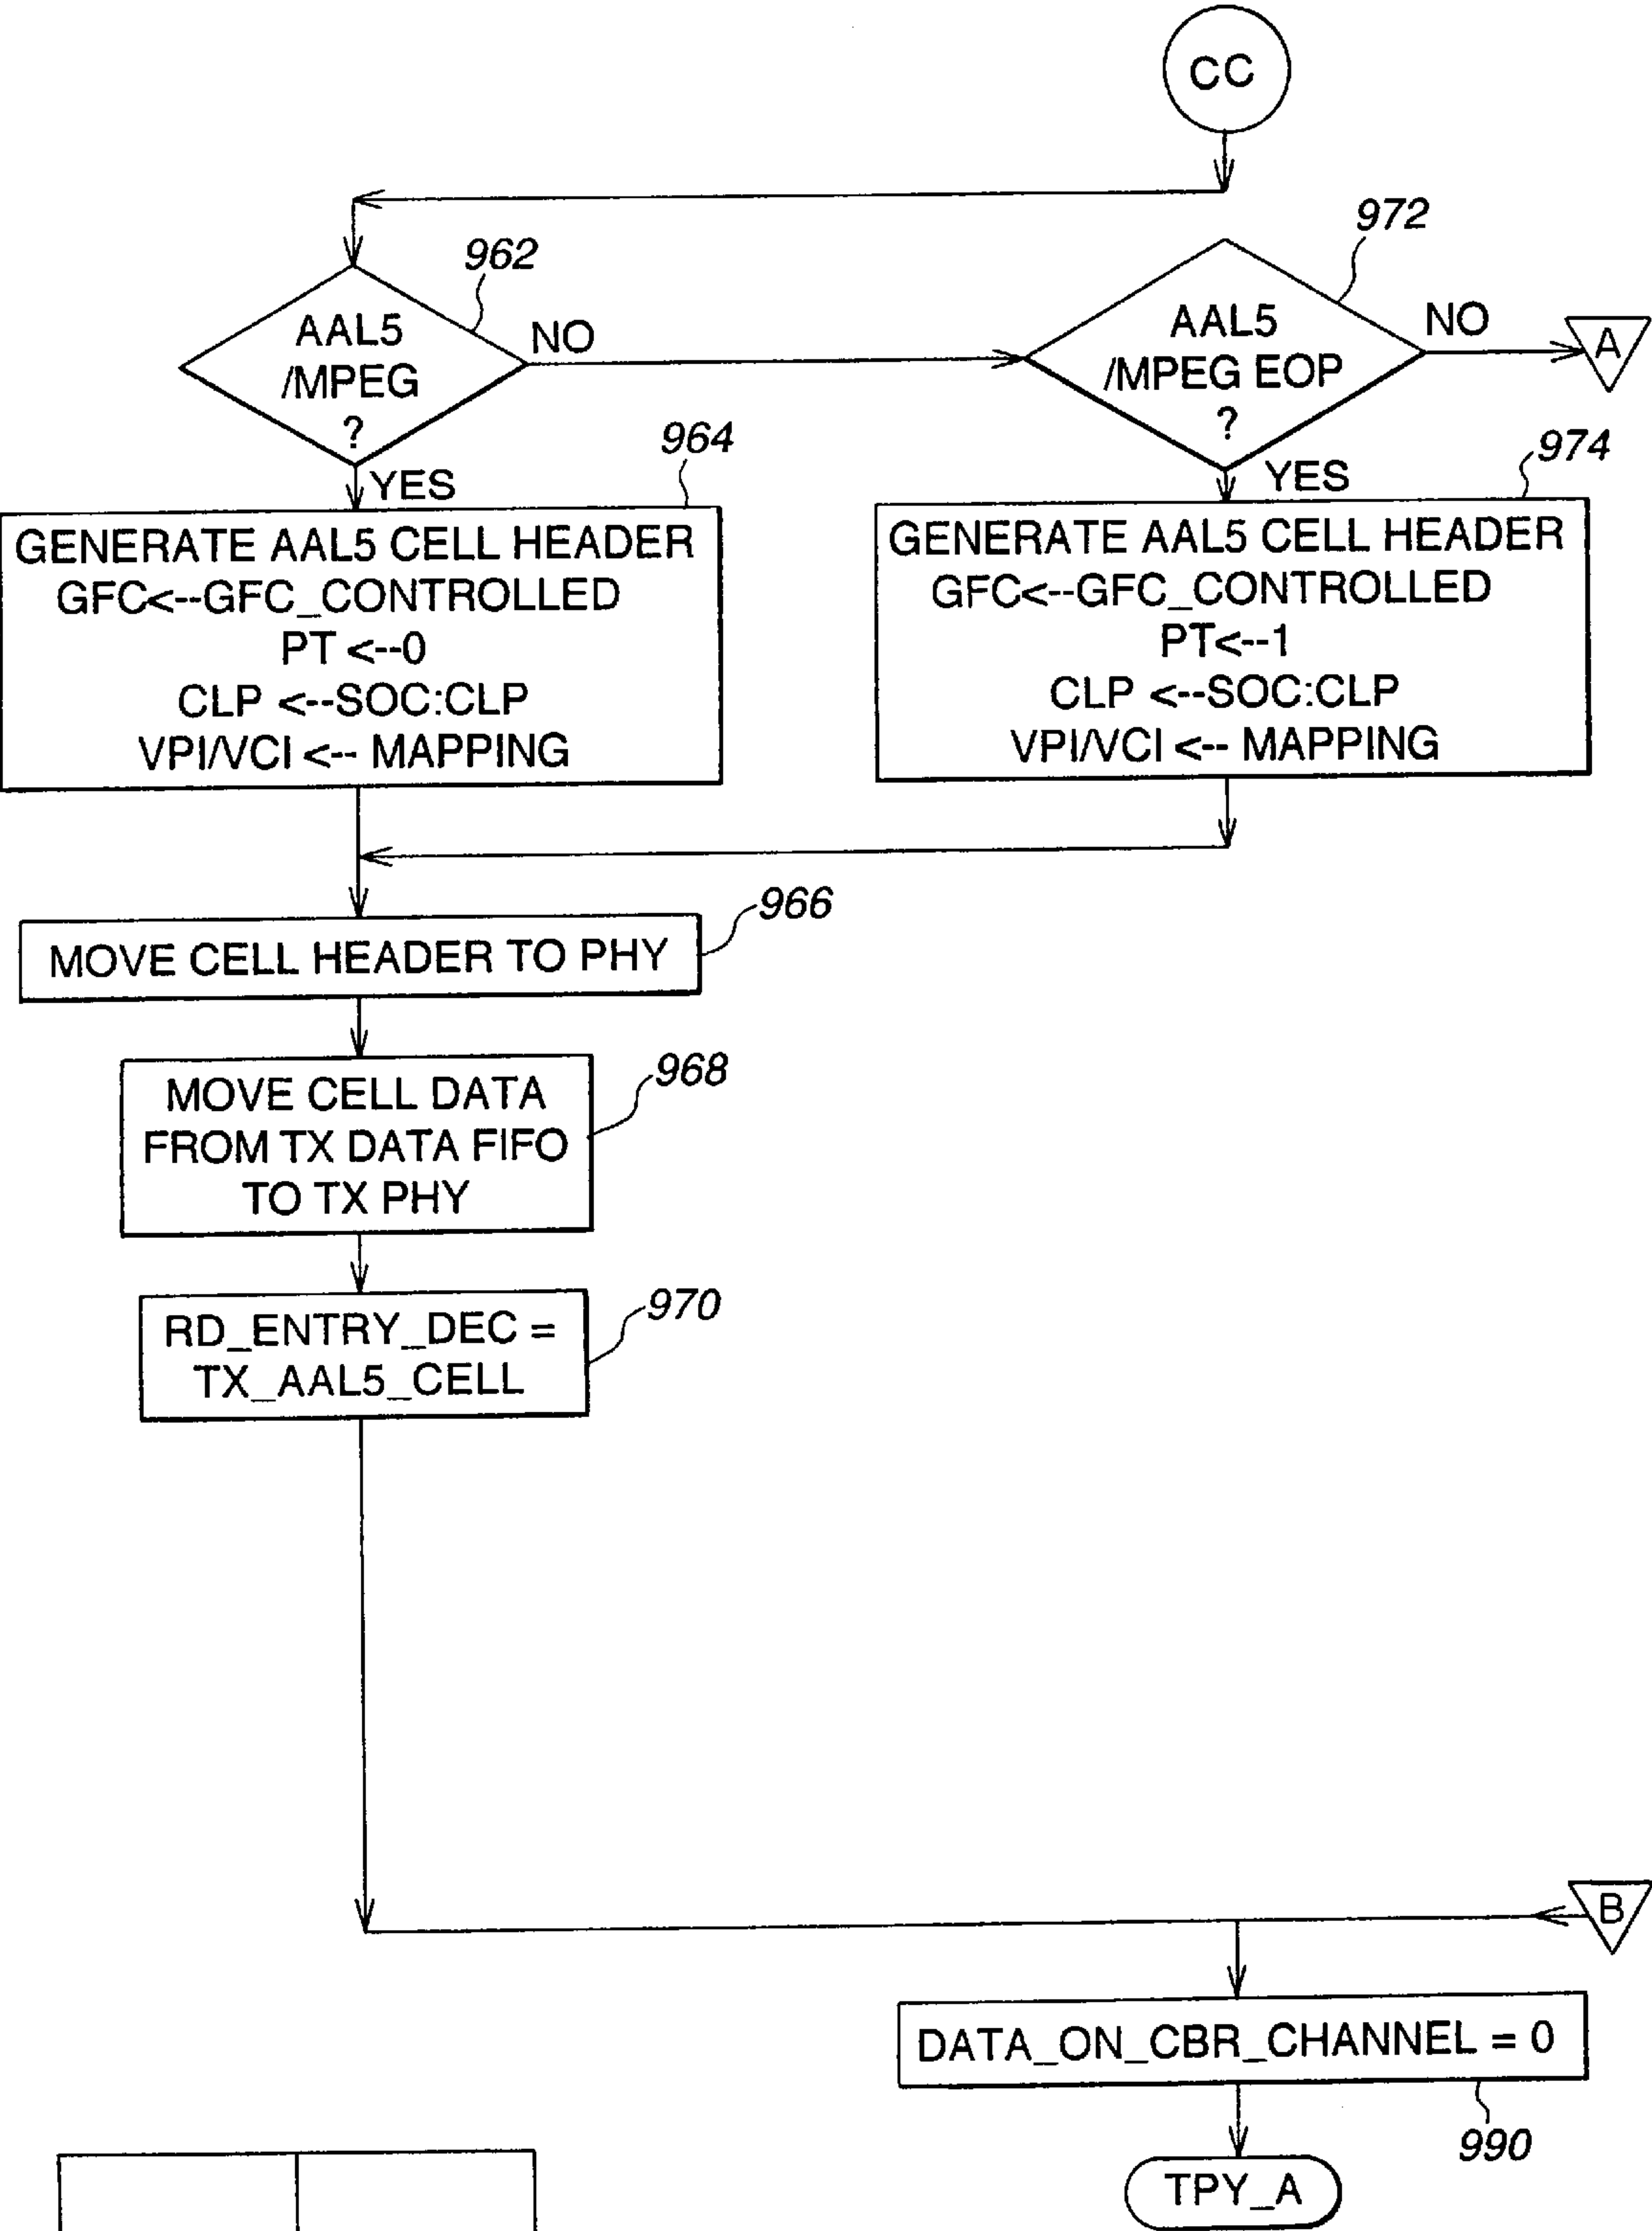 CC
962
AAL5
/MPEG
?
NO
YES
972
AAL5
/MPEG EOP
?
NO
A
YES
964
GENERATE AAL5 CELL HEADER
GFC<--GFC_CONTROLLED
PT <--0
CLP <--SOC:CLP
VPI/VCI <-- MAPPING
974
GENERATE AAL5 CELL HEADER
GFC<--GFC_CONTROLLED
PT<--1
CLP <--SOC:CLP
VPI/VCI <-- MAPPING
966
MOVE CELL HEADER TO PHY
968
MOVE CELL DATA
FROM TX DATA FIFO
TO TX PHY
970
RD_ENTRY_DEC =
TX_AAL5_CELL
B
DATA_ON_CBR_CHANNEL = 0
990
TPY_A